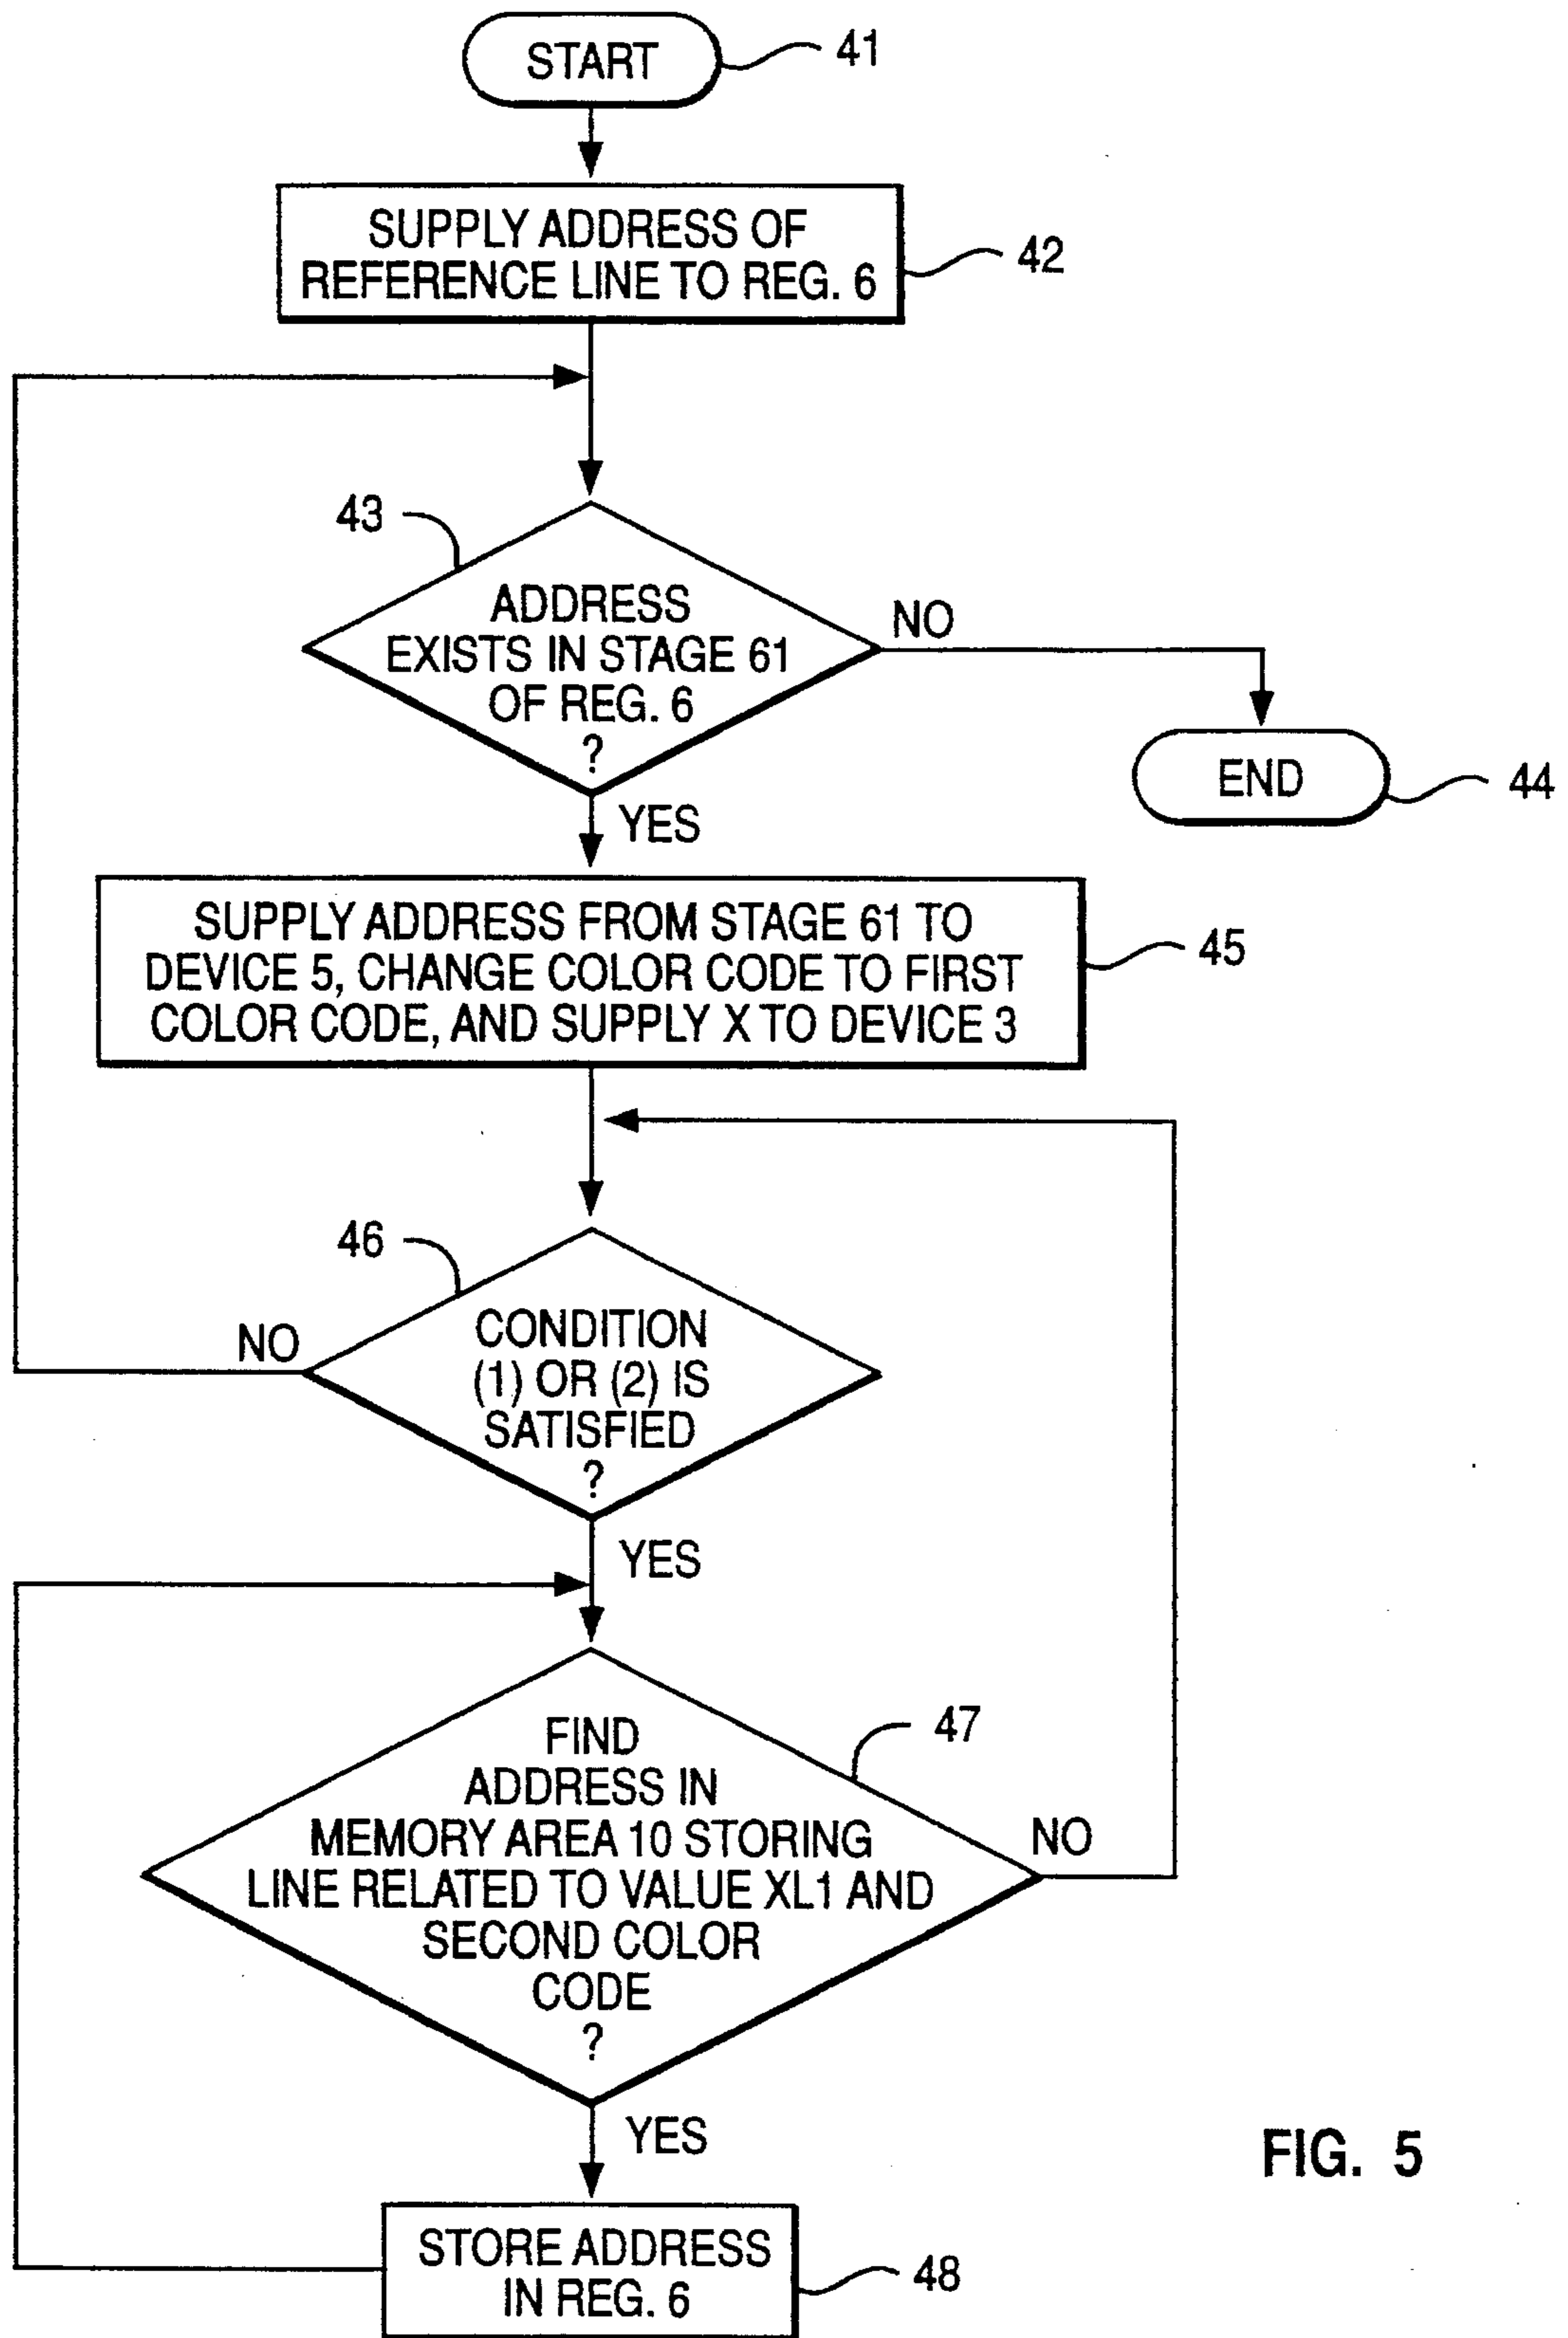 START
41
SUPPLY ADDRESS OF
REFERENCE LINE TO REG. 6
42
43
ADDRESS
EXISTS IN STAGE 61
OF REG. 6
?
NO
END
44
YES
SUPPLY ADDRESS FROM STAGE 61 TO
DEVICE 5, CHANGE COLOR CODE TO FIRST
COLOR CODE, AND SUPPLY X TO DEVICE 3
45
46
CONDITION
(1) OR (2) IS
SATISFIED
?
NO
YES
47
FIND
ADDRESS IN
MEMORY AREA 10 STORING
LINE RELATED TO VALUE XL1 AND
SECOND COLOR
CODE
?
NO
YES
STORE ADDRESS
IN REG. 6
48
FIG. 5